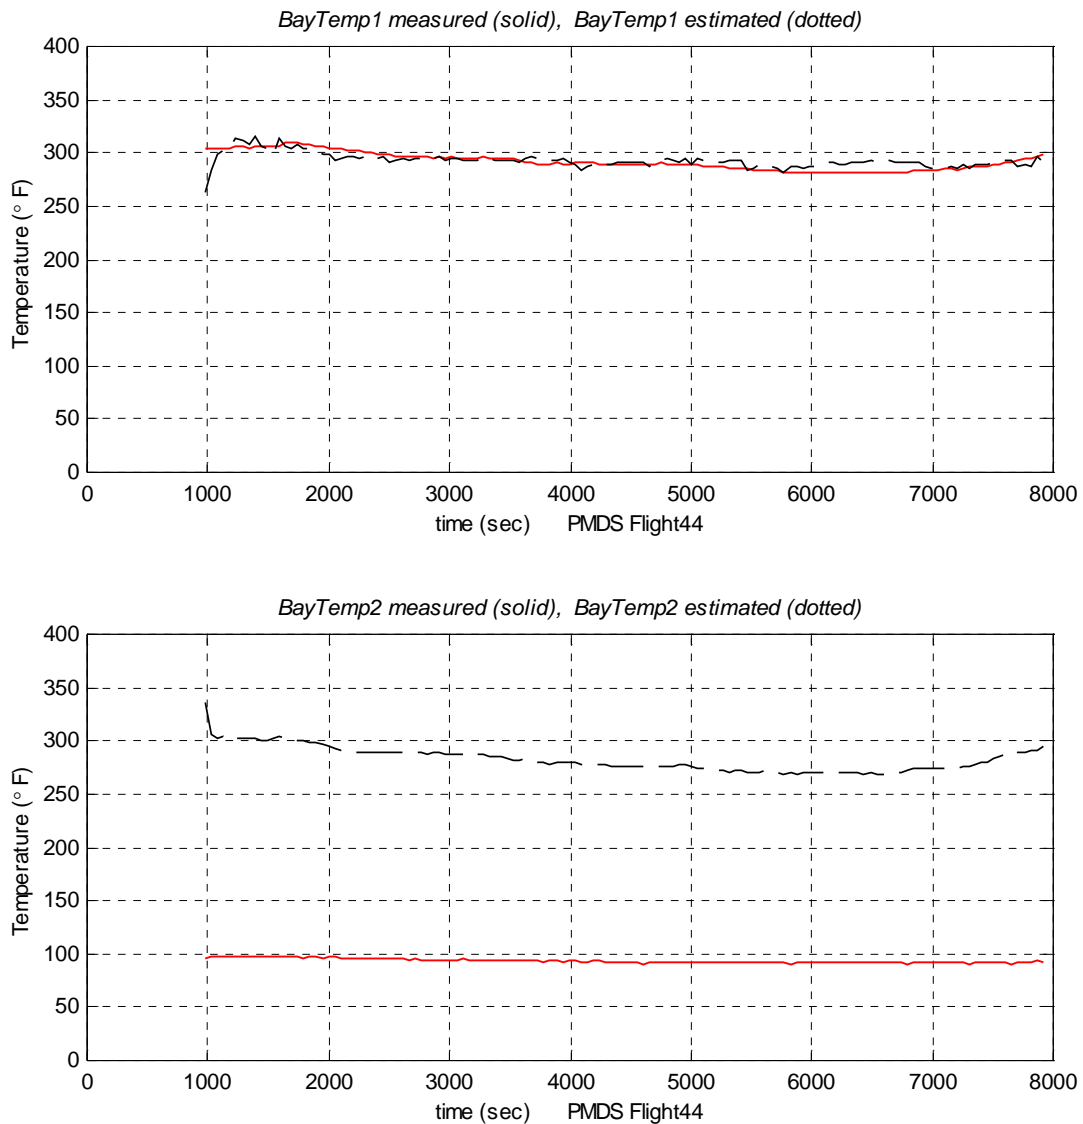 BayTemp1 measured (solid),  BayTemp1 estimated (dotted)
400
350
300
250
200
150
100
50
0
Temperature (° F)
0 1000 2000 3000 4000 5000 6000 7000 8000
time (sec) PMDS Flight44
BayTemp2 measured (solid),  BayTemp2 estimated (dotted)
400
350
300
250
200
150
100
50
0
Temperature (° F)
0 1000 2000 3000 4000 5000 6000 7000 8000
time (sec) PMDS Flight44